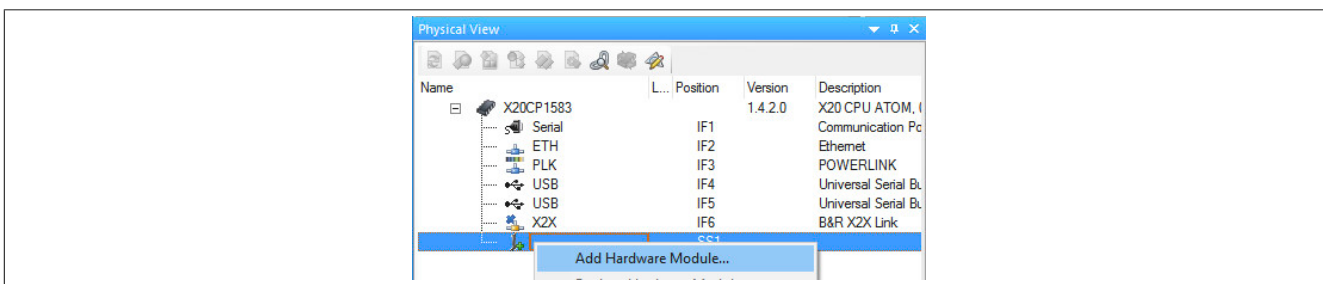 Physical View
Name L... Position Version Description
X20CP1583 1.4.2.0 X20 CPU ATOM, (
Serial IF1 Communication Po
ETH IF2 Ethernet
PLK IF3 POWERLINK
USB IF4 Universal Serial Bu
USB IF5 Universal Serial Bu
X2X IF6 B&R X2X Link
SS1
Add Hardware Module...